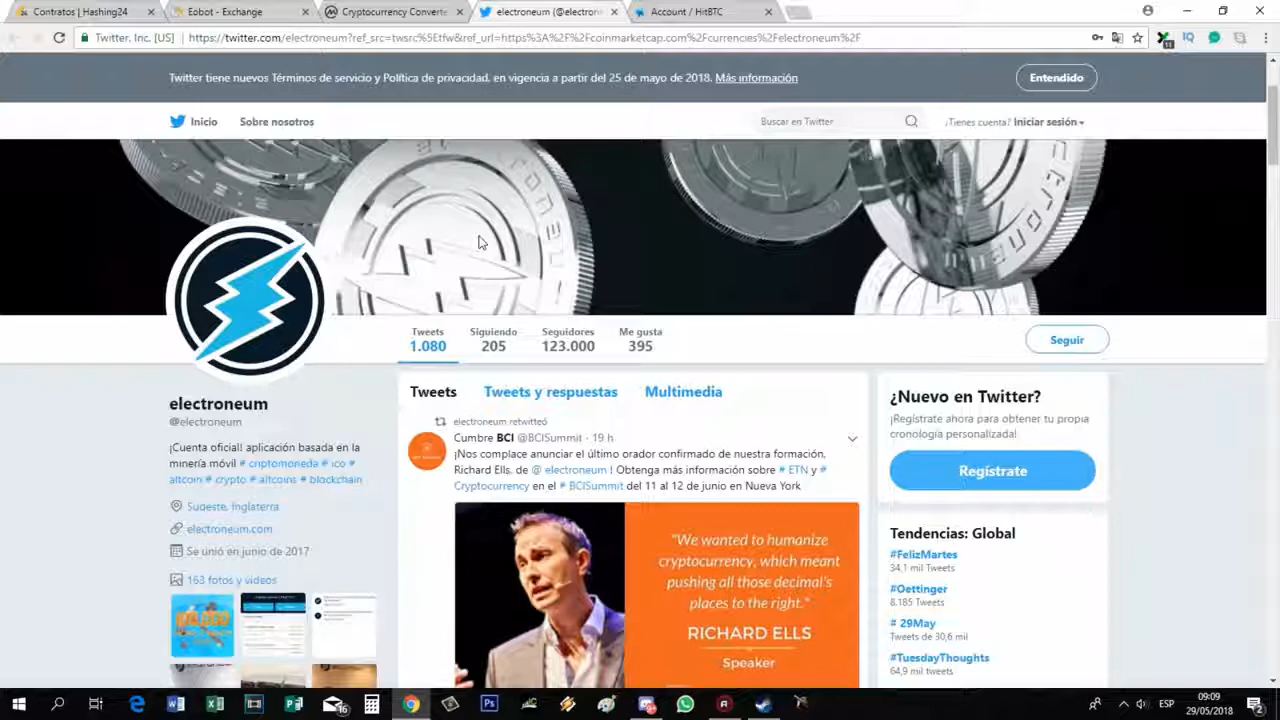 Contratos | Hashing24
Eobot - Exchange
Cryptocurrency Converte
electroneum (@electron
Account / HitBTC
Twitter, Inc. [US]
https://twitter.com/electroneum?ref_src=twsrc%5Etfw&ref_url=https%3A%2F%2Fcoinmarketcap.com%2Fcurrencies%2Felectroneum%2F
Twitter tiene nuevos Términos de servicio y Política de privacidad, en vigencia a partir del 25 de mayo de 2018. Más información
Entendido
Inicio
Sobre nosotros
Buscar en Twitter
¿Tienes cuenta? Iniciar sesión
Tweets
1.080
Siguiendo
205
Seguidores
123.000
Me gusta
395
Seguir
electroneum
@electroneum
¡Cuenta oficial! aplicación basada en la
minería móvil # criptomoneda # ico #
altcoin # crypto # altcoins # blockchain
Sudeste, Inglaterra
electroneum.com
Se unió en junio de 2017
163 fotos y videos
Tweets
Tweets y respuestas
Multimedia
electroneum retwitteó
Cumbre BCI @BCISummit · 19 h
¡Nos complace anunciar el último orador confirmado de nuestra formación,
Richard Ells, de @ electroneum ! Obtenga más información sobre # ETN y #
Cryptocurrency en el # BCISummit del 11 al 12 de junio en Nueva York
"We wanted to humanize
cryptocurrency, which meant
pushing all those decimal's
places to the right."
RICHARD ELLS
Speaker
¿Nuevo en Twitter?
¡Regístrate ahora para obtener tu propia
cronología personalizada!
Regístrate
Tendencias: Global
#FelizMartes
34,1 mil Tweets
#Oettinger
8.185 Tweets
# 29May
Tweets de 30,6 mil
#TuesdayThoughts
64,9 mil tweets
ESP
09:09
29/05/2018